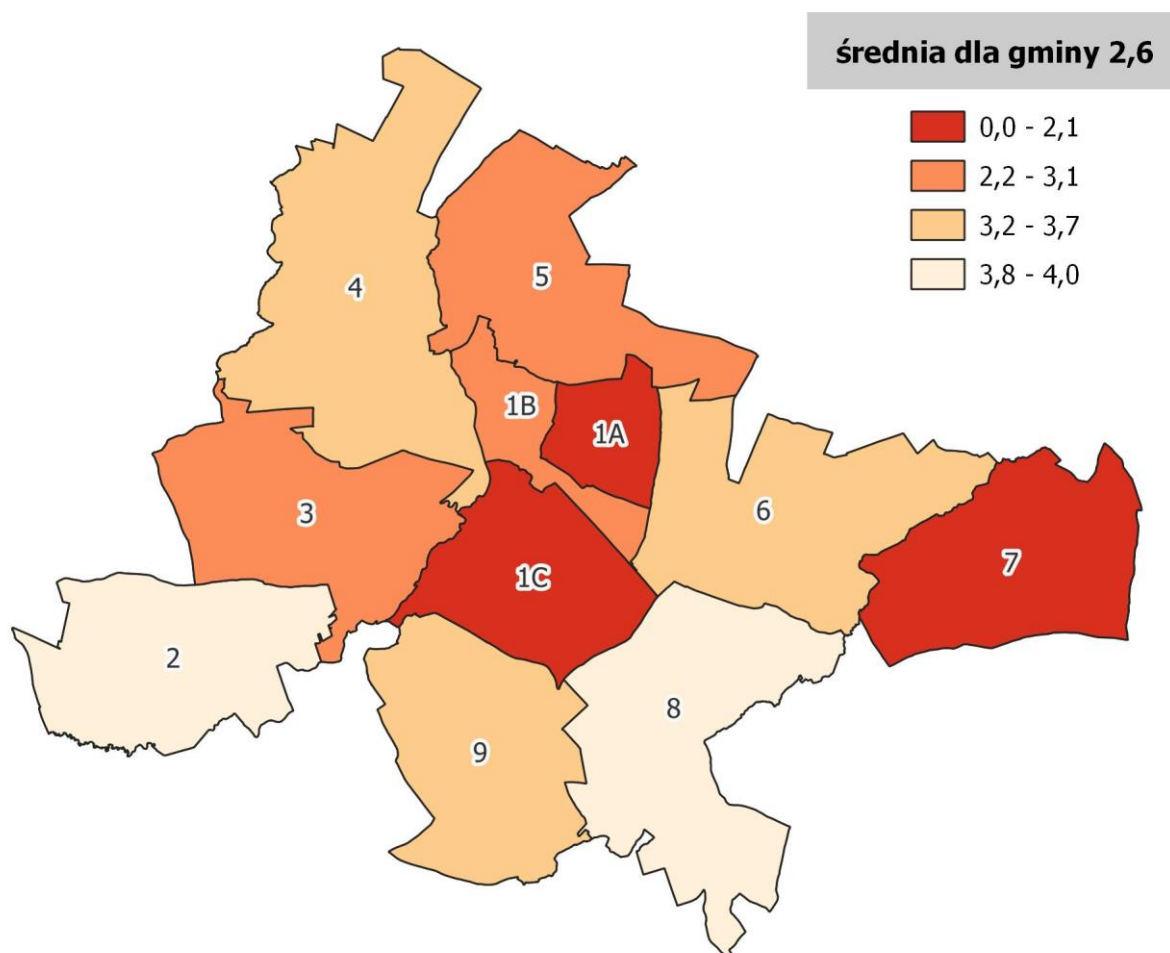 średnia dla gminy 2,6
0,0 - 2,1
2,2 - 3,1
3,2 - 3,7
3,8 - 4,0
4
5
1B
1A
3
6
7
1C
2
8
9